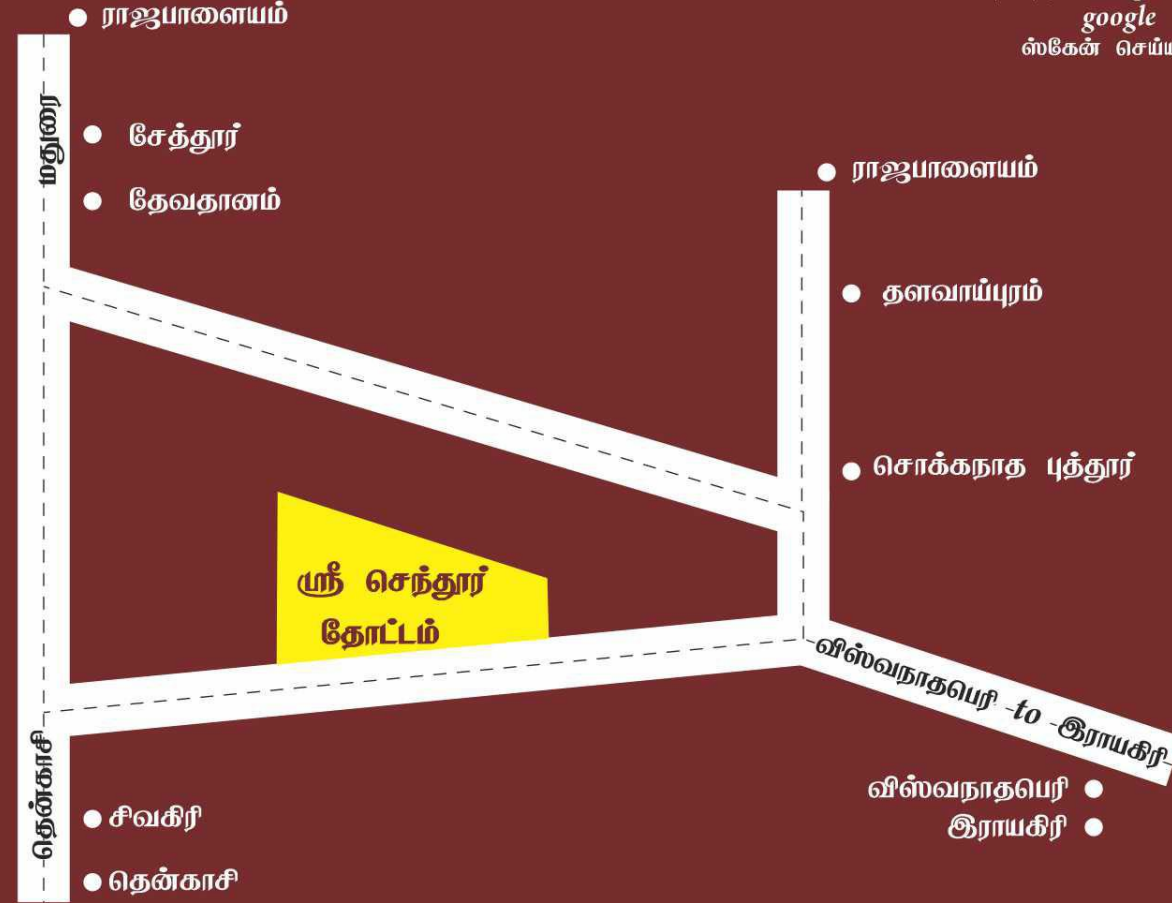 ராஜபாளையம்
google
ஸ்கேன் செய்ய
மதுரை
சேத்தூர்
தேவதானம்
ராஜபாளையம்
தளவாய்புரம்
சொக்கநாத புத்தூர்
ஸ்ரீ செந்தூர்
தோட்டம்
விஸ்வநாதபெரி to இராயகிரி
தென்காசி
சிவகிரி
தென்காசி
விஸ்வநாதபெரி
இராயகிரி